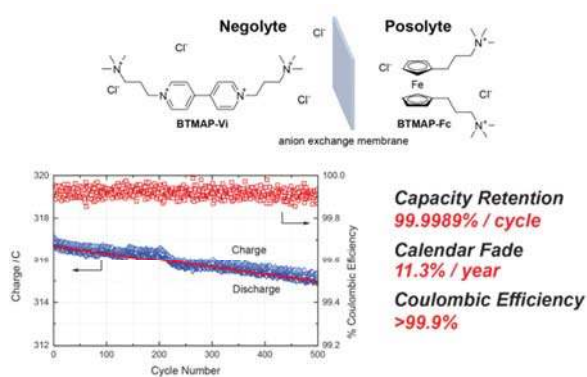 Negolyte
Posolyte
Cl⁻
Cl⁻
Cl⁻
Cl⁻
Cl⁻
Cl⁻
N⁺
N⁺
N⁺
N⁺
N⁺
N⁺
Fe
BTMAP-Vi
BTMAP-Fc
anion exchange membrane
Charge /C
320
318
316
314
312
0
100
200
300
400
500
Cycle Number
Charge
Discharge
100.0
99.8
99.6
99.4
99.2
% Coulombic Efficiency
Capacity Retention
99.9989% / cycle
Calendar Fade
11.3% / year
Coulombic Efficiency
>99.9%